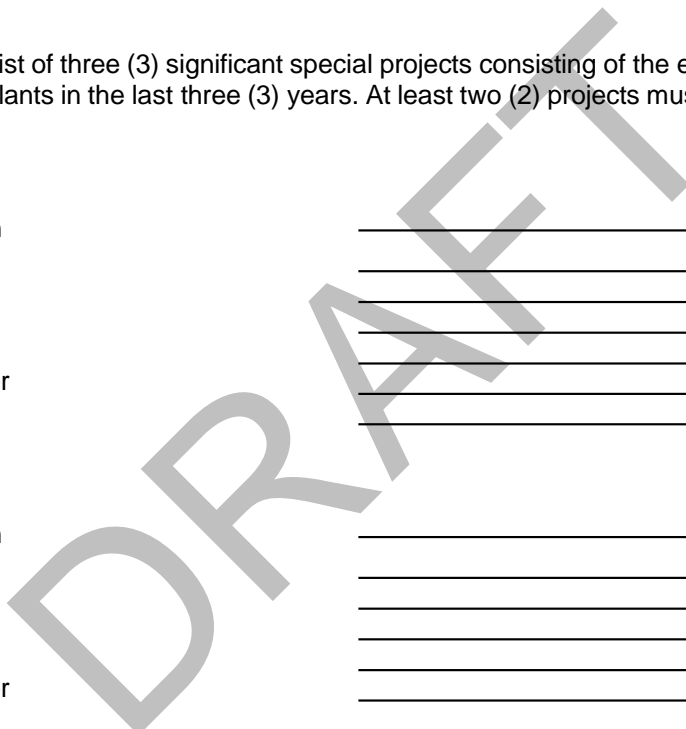 ist of three (3) significant special projects consisting of the e
lants in the last three (3) years. At least two (2) projects mus
r
r
DRAFT